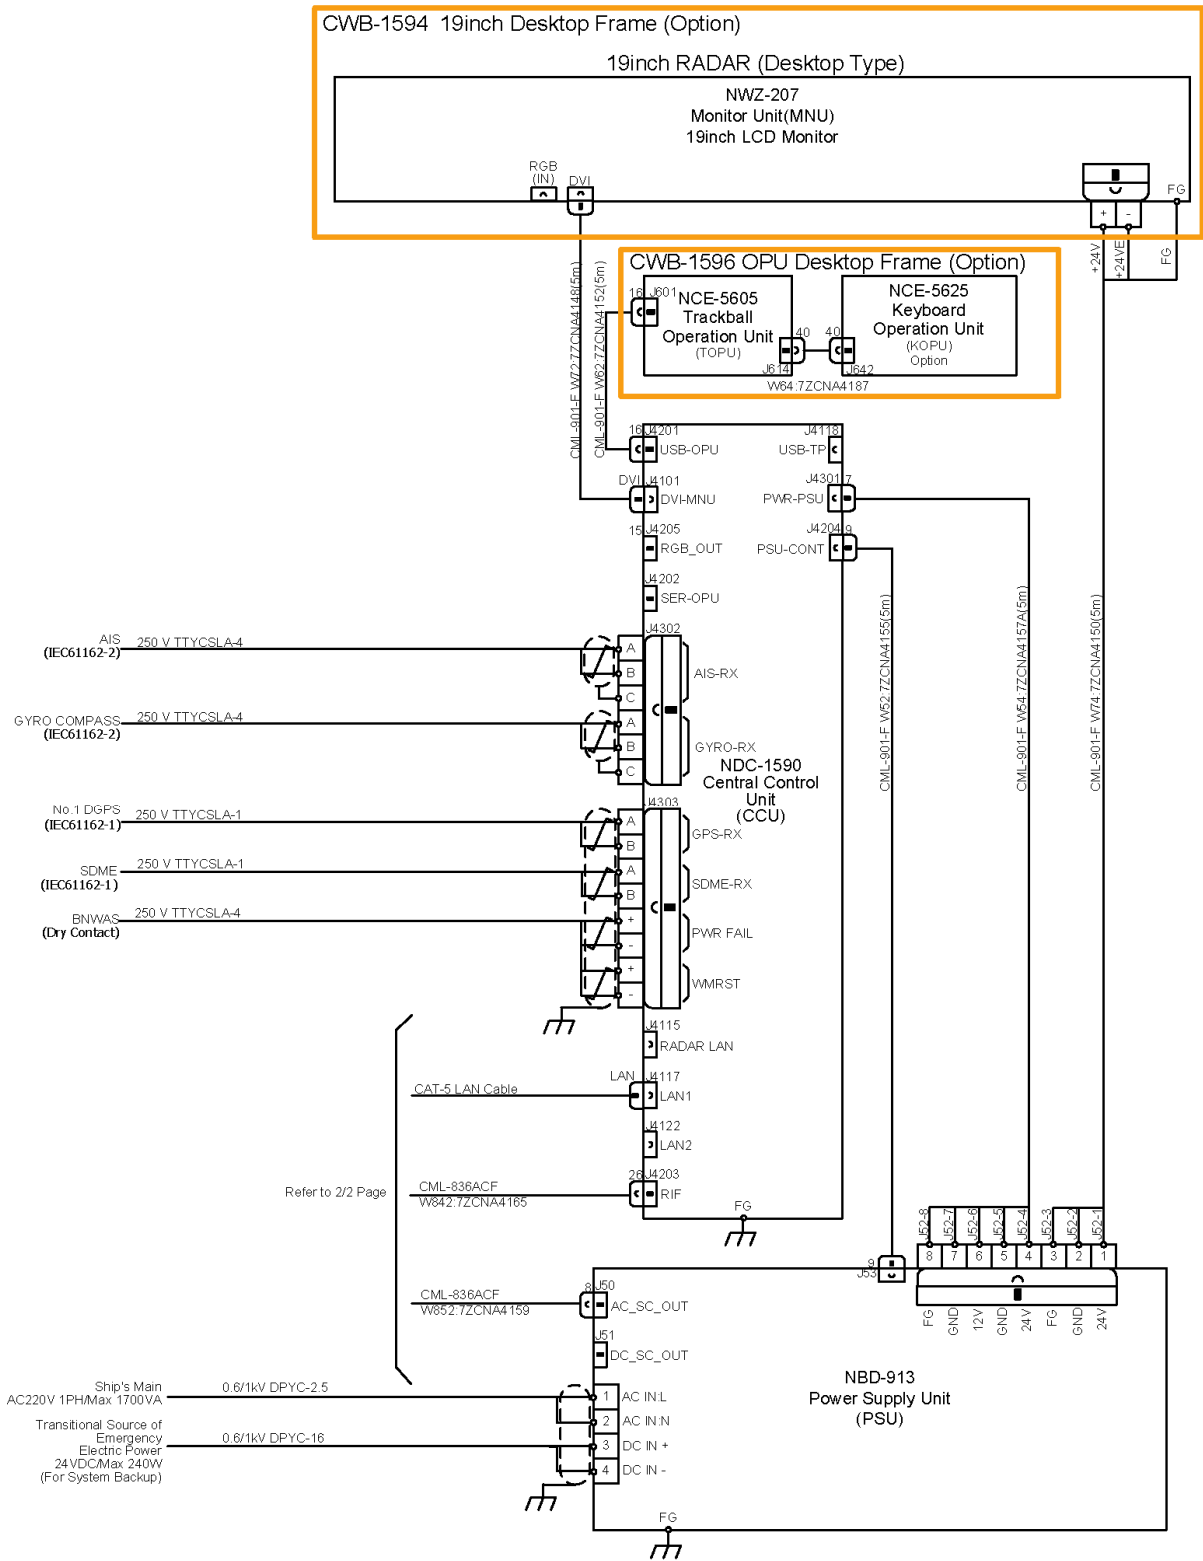 CWB-1594 19inch Desktop Frame (Option)
19inch RADAR (Desktop Type)
NWZ-207
Monitor Unit(MNU)
19inch LCD Monitor
RGB
(IN)
DVI
FG
+ -
+24V
+24VE
FG
CML-901-F W72:7ZCNA4148(5m)
CML-901-F W62:7ZCNA4152(5m)
CWB-1596 OPU Desktop Frame (Option)
16 J601
NCE-5605
Trackball
Operation Unit
(TOPU)
40
J614
NCE-5625
Keyboard
Operation Unit
(KOPU)
Option
40
J642
W64:7ZCNA4187
16 J4201
USB-OPU
J4118
USB-TP
DVI J4101
DVI-MNU
J4301 7
PWR-PSU
15 J4205
RGB_OUT
J4204 9
PSU-CONT
J4202
SER-OPU
CML-901-F W52:7ZCNA4155(5m)
CML-901-F W54:7ZCNA4157A(5m)
CML-901-F W74:7ZCNA4150(5m)
AIS
(IEC61162-2)
250 V TTYCSLA-4
J4302
A
B
C
AIS-RX
GYRO COMPASS
(IEC61162-2)
250 V TTYCSLA-4
A
B
C
GYRO-RX
NDC-1590
Central Control
Unit
(CCU)
No.1 DGPS
(IEC61162-1)
250 V TTYCSLA-1
J4303
A
B
GPS-RX
SDME
(IEC61162-1)
250 V TTYCSLA-1
A
B
SDME-RX
BNWAS
(Dry Contact)
250 V TTYCSLA-4
+
-
PWR FAIL
+
-
WMRST
J4115
RADAR LAN
CAT-5 LAN Cable
LAN J4117
LAN1
J4122
LAN2
Refer to 2/2 Page
CML-836ACF
W842:7ZCNA4165
26 J4203
RIF
FG
J52-8
J52-7
J52-6
J52-5
J52-4
J52-3
J52-2
J52-1
8 7 6 5 4 3 2 1
FG
GND
12V
GND
24V
FG
GND
24V
9
J53
CML-836ACF
W852:7ZCNA4159
8 J50
AC_SC_OUT
J51
DC_SC_OUT
NBD-913
Power Supply Unit
(PSU)
Ship's Main
AC220V 1PH/Max 1700VA
0.6/1kV DPYC-2.5
1 AC IN:L
2 AC IN:N
Transitional Source of
Emergency
Electric Power
24VDC/Max 240W
(For System Backup)
0.6/1kV DPYC-16
3 DC IN +
4 DC IN -
FG